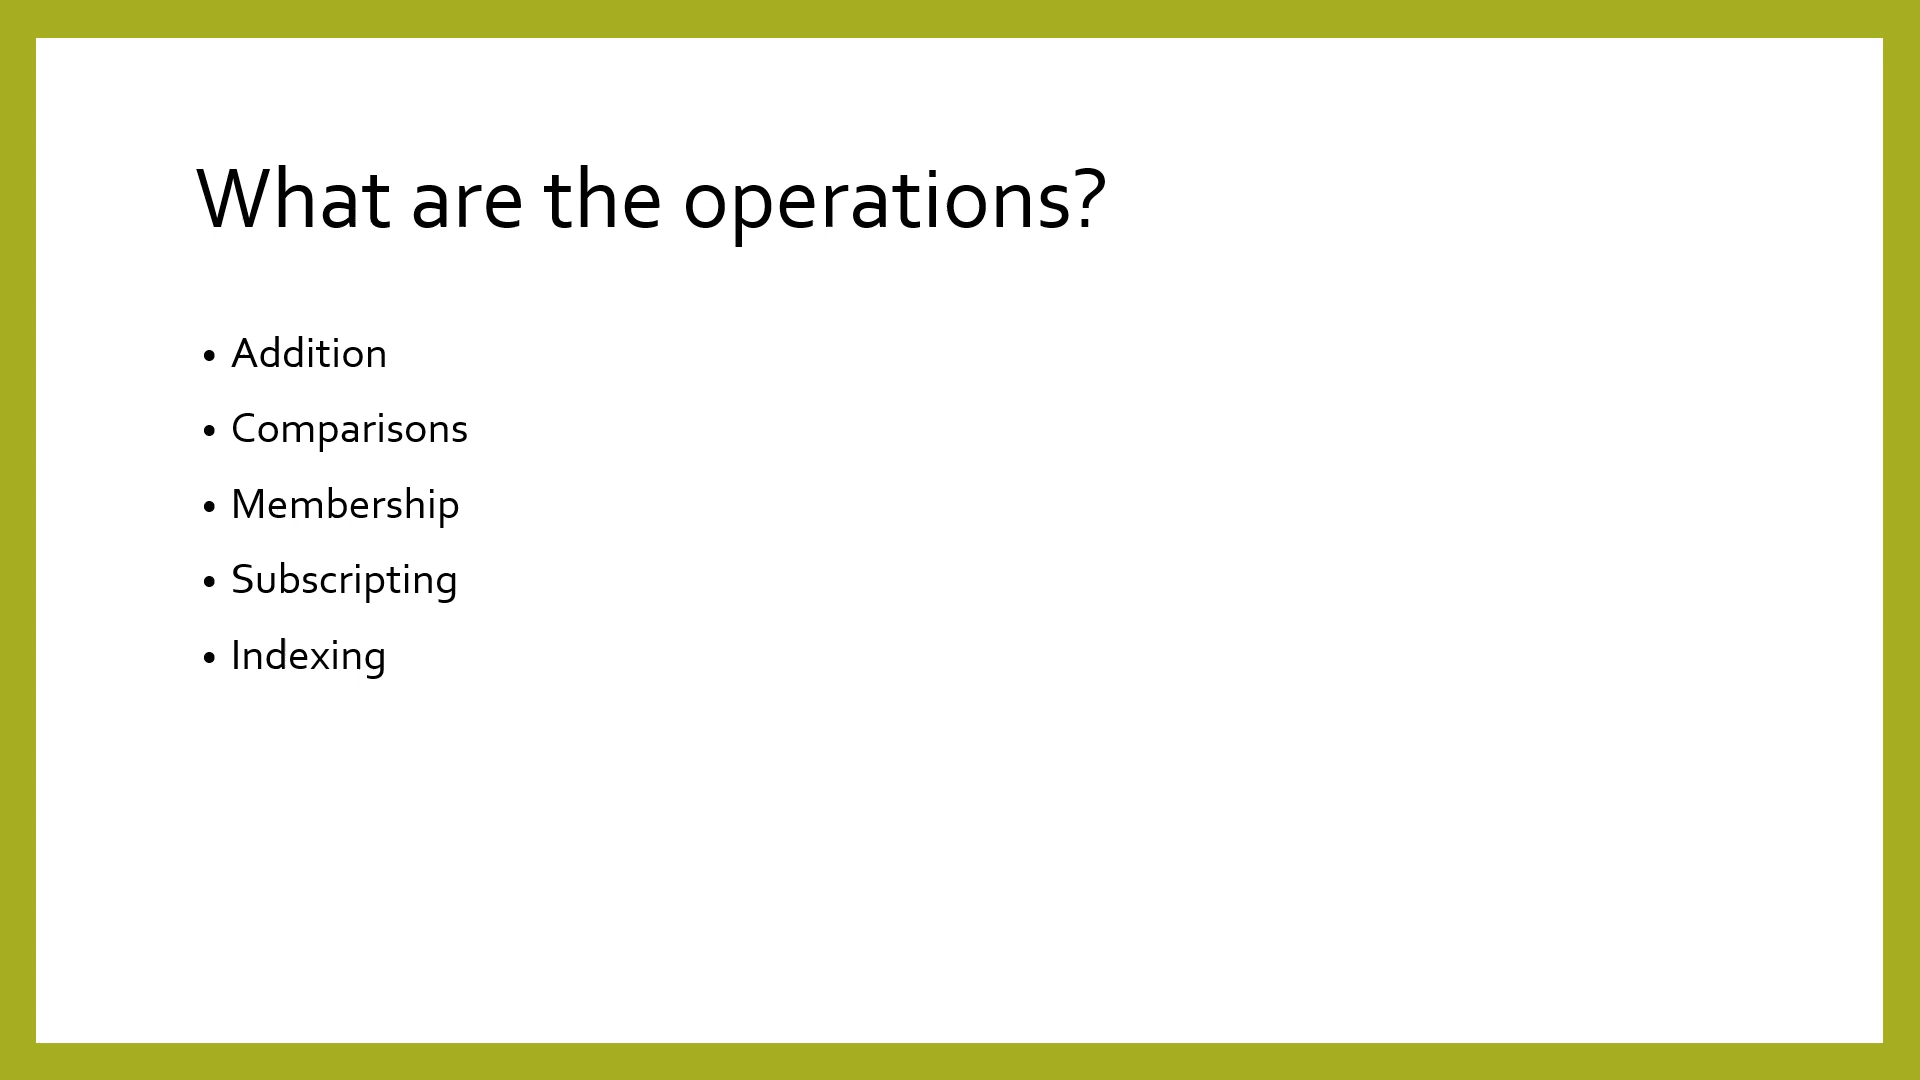 What are the operations?
• Addition
• Comparisons
• Membership
• Subscripting
• Indexing